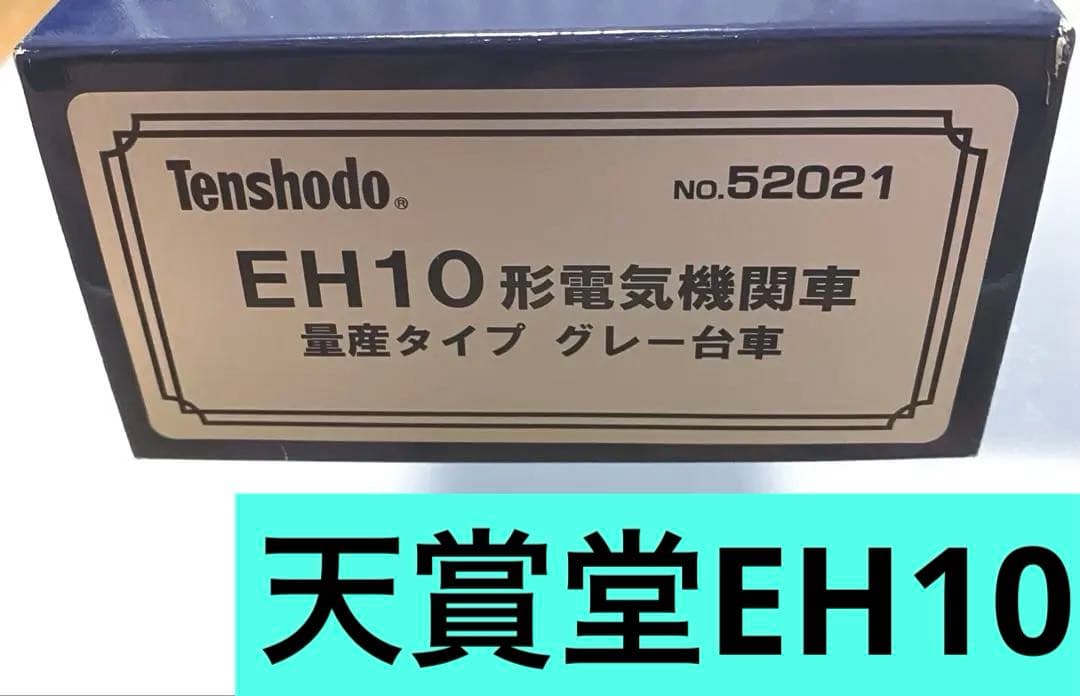 Tenshodo®
NO.52021
EH10形電気機関車
量産タイプ グレー台車
天賞堂EH10